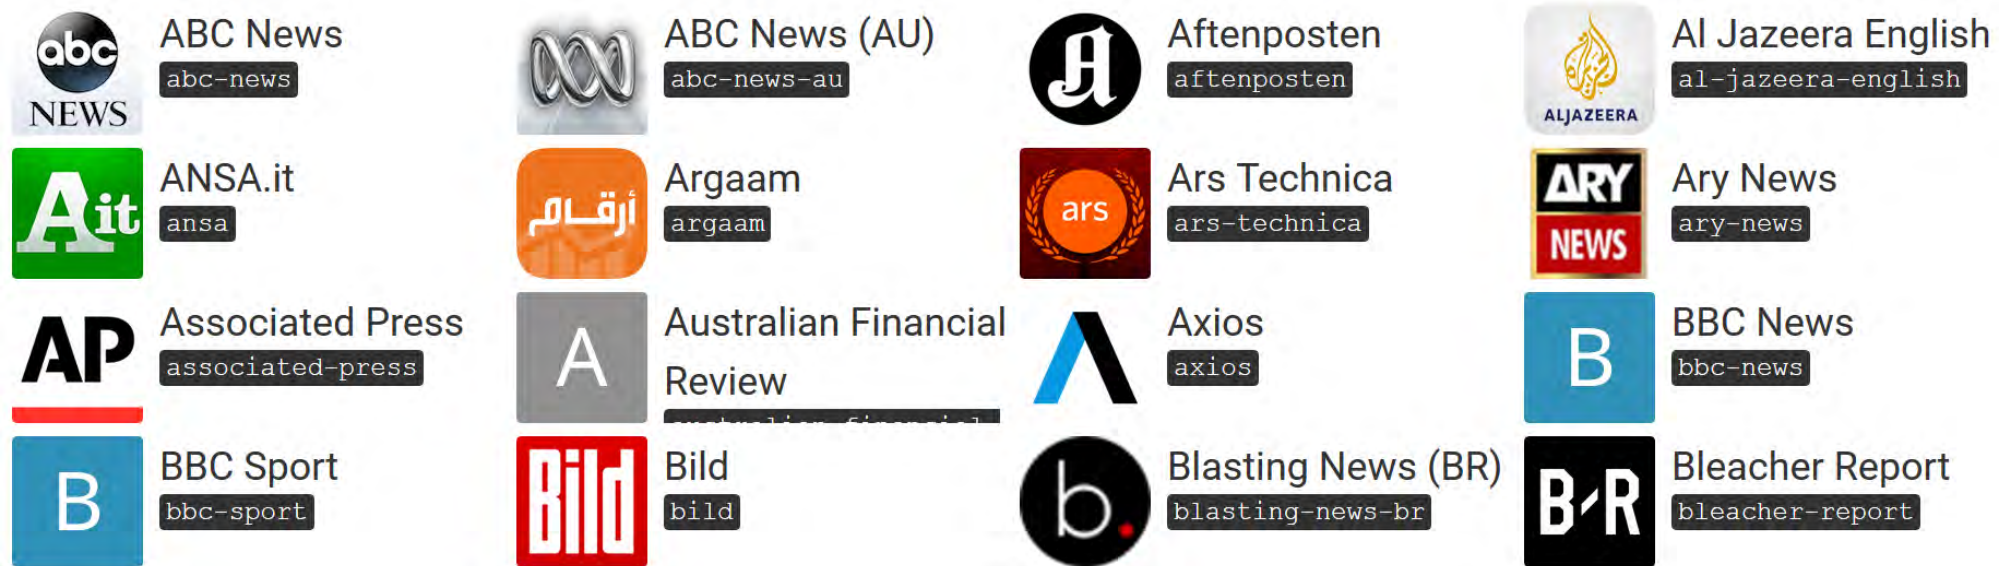 abc
NEWS
ABC News
abc-news
ABC News (AU)
abc-news-au
A
Aftenposten
aftenposten
ALJAZEERA
Al Jazeera English
al-jazeera-english
Ait
ANSA.it
ansa
أرقام
Argaam
argaam
ars
Ars Technica
ars-technica
ARY
NEWS
Ary News
ary-news
AP
Associated Press
associated-press
A
Australian Financial
Review
australian-financial
Axios
axios
B
BBC News
bbc-news
B
BBC Sport
bbc-sport
Bild
Bild
bild
b.
Blasting News (BR)
blasting-news-br
B-R
Bleacher Report
bleacher-report